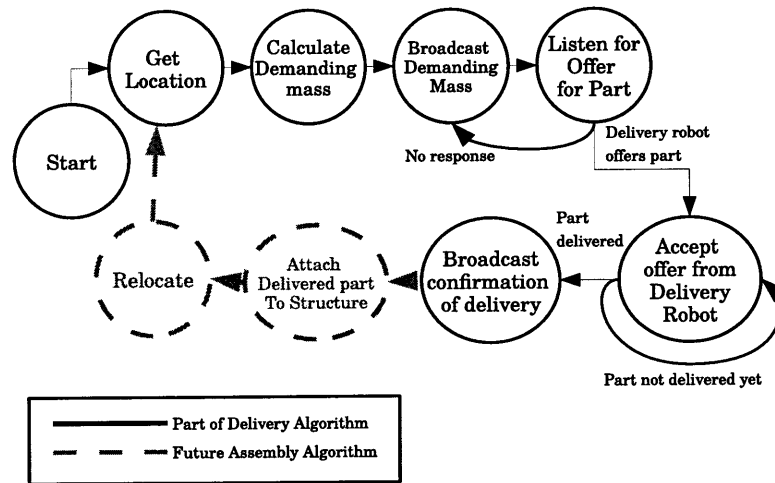 Get
Location
Calculate
Demanding
mass
Broadcast
Demanding
Mass
Listen for
Offer
for Part
Start
No response
Delivery robot
offers part
Relocate
Attach
Delivered part
To Structure
Broadcast
confirmation
of delivery
Part
delivered
Accept
offer from
Delivery
Robot
Part not delivered yet
Part of Delivery Algorithm
Future Assembly Algorithm